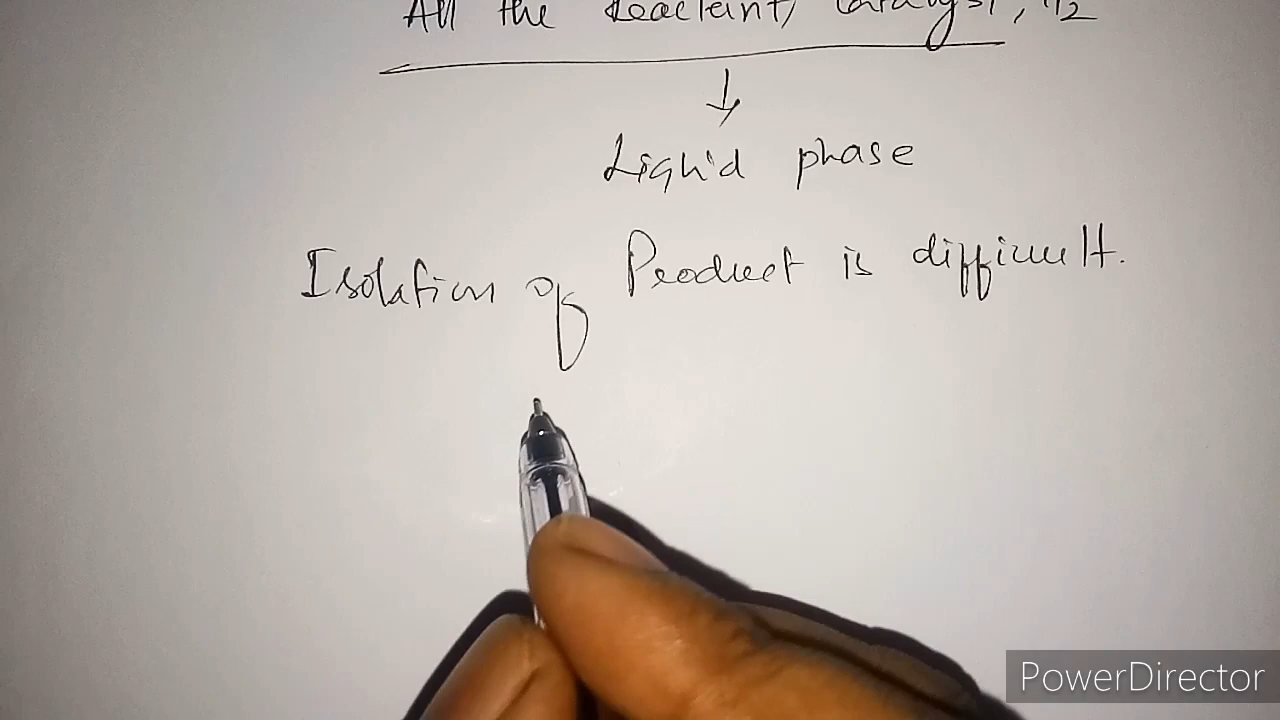 All the reactant, Catalyst, H2
↓
Liquid phase
Isolation of Product is difficult.
PowerDirector